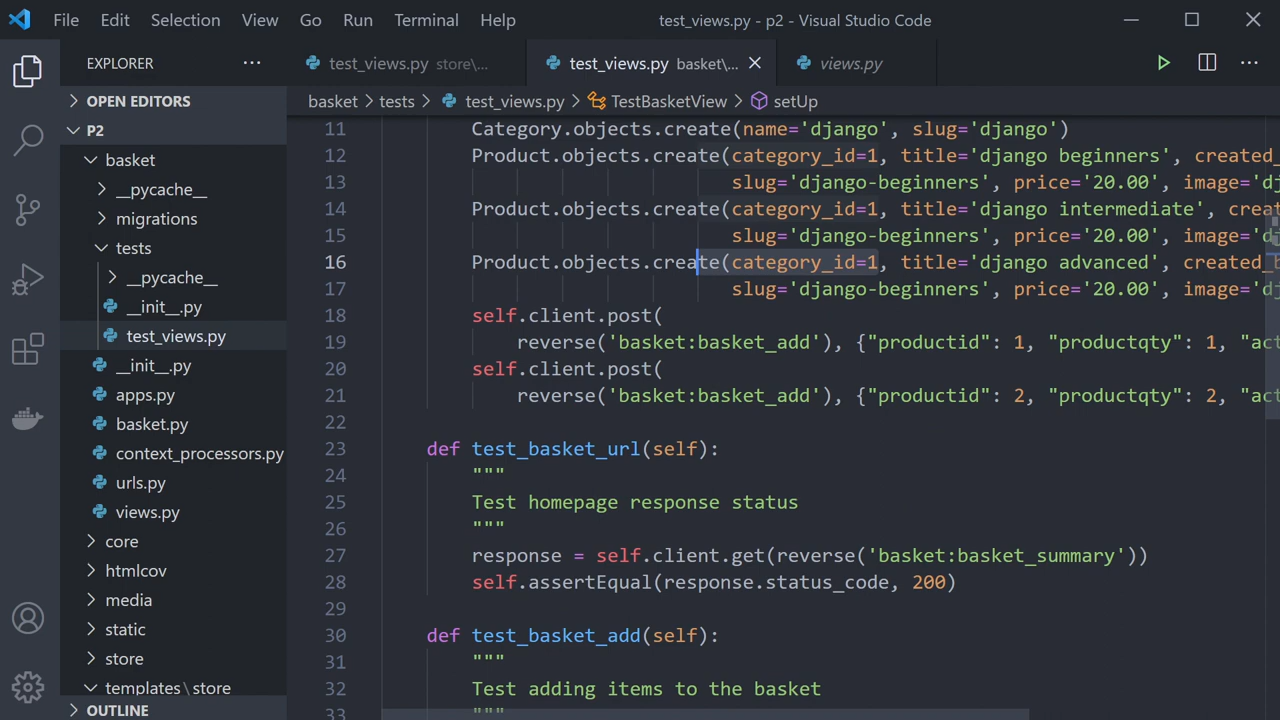 File Edit Selection View Go Run Terminal Help test_views.py - p2 - Visual Studio Code
EXPLORER ··· test_views.py store\... test_views.py basket\... views.py
OPEN EDITORS basket > tests > test_views.py > TestBasketView > setUp
P2
basket
__pycache__
migrations
tests
__pycache__
__init__.py
test_views.py
__init__.py
apps.py
basket.py
context_processors.py
urls.py
views.py
core
htmlcov
media
static
store
templates\store
OUTLINE
11 Category.objects.create(name='django', slug='django')
12 Product.objects.create(category_id=1, title='django beginners', created_
13 slug='django-beginners', price='20.00', image='dj
14 Product.objects.create(category_id=1, title='django intermediate', creat
15 slug='django-beginners', price='20.00', image='dj
16 Product.objects.create(category_id=1, title='django advanced', created_b
17 slug='django-beginners', price='20.00', image='dj
18 self.client.post(
19 reverse('basket:basket_add'), {"productid": 1, "productqty": 1, "act
20 self.client.post(
21 reverse('basket:basket_add'), {"productid": 2, "productqty": 2, "act
22
23 def test_basket_url(self):
24 """
25 Test homepage response status
26 """
27 response = self.client.get(reverse('basket:basket_summary'))
28 self.assertEqual(response.status_code, 200)
29
30 def test_basket_add(self):
31 """
32 Test adding items to the basket
33 """